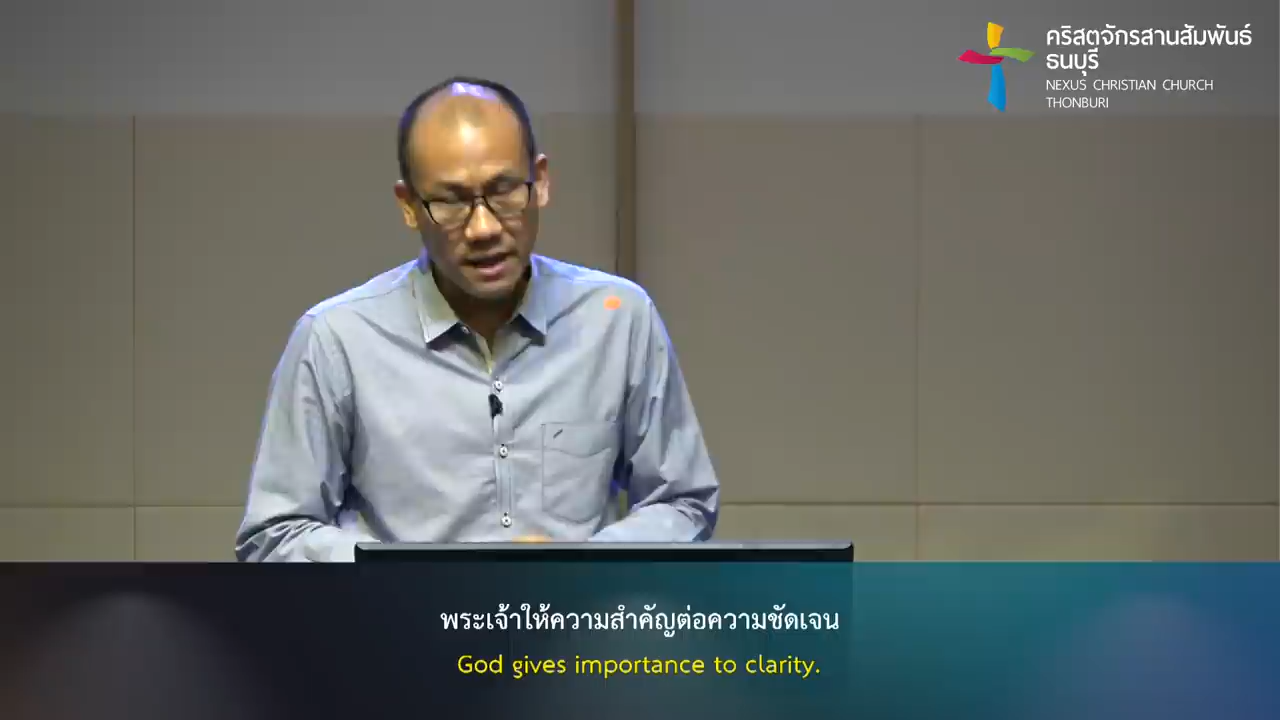 คริสตจักรสานสัมพันธ์
ธนบุรี
NEXUS CHRISTIAN CHURCH
THONBURI
พระเจ้าให้ความสำคัญต่อความชัดเจน
God gives importance to clarity.